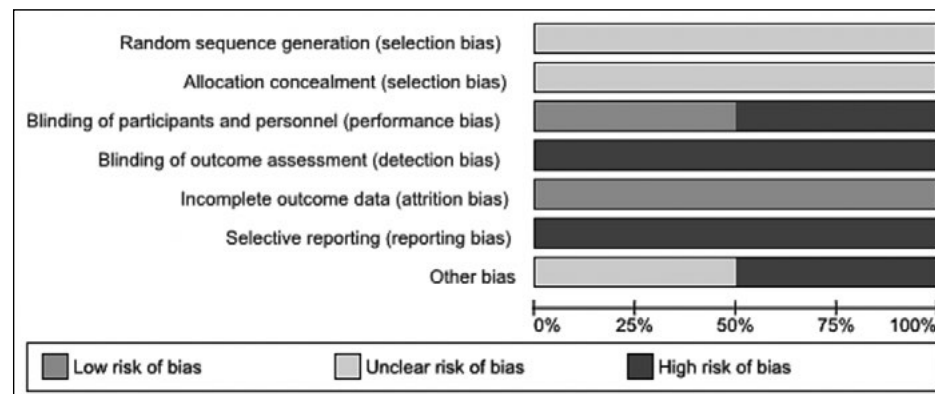 Random sequence generation (selection bias)
Allocation concealment (selection bias)
Blinding of participants and personnel (performance bias)
Blinding of outcome assessment (detection bias)
Incomplete outcome data (attrition bias)
Selective reporting (reporting bias)
Other bias
0% 25% 50% 75% 100%
Low risk of bias Unclear risk of bias High risk of bias